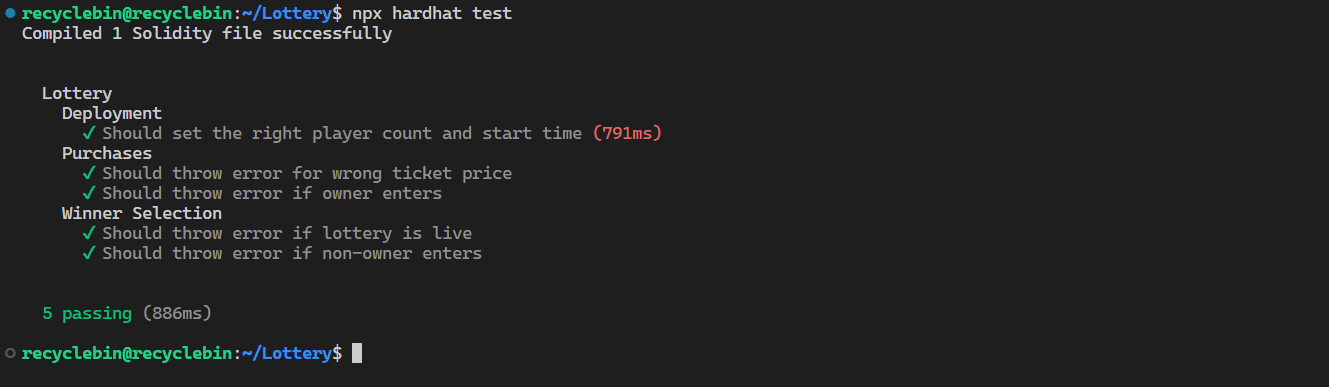 recyclebin@recyclebin:~/Lottery$ npx hardhat test
Compiled 1 Solidity file successfully
Lottery
Deployment
✓ Should set the right player count and start time (791ms)
Purchases
✓ Should throw error for wrong ticket price
✓ Should throw error if owner enters
Winner Selection
✓ Should throw error if lottery is live
✓ Should throw error if non-owner enters
5 passing (886ms)
recyclebin@recyclebin:~/Lottery$